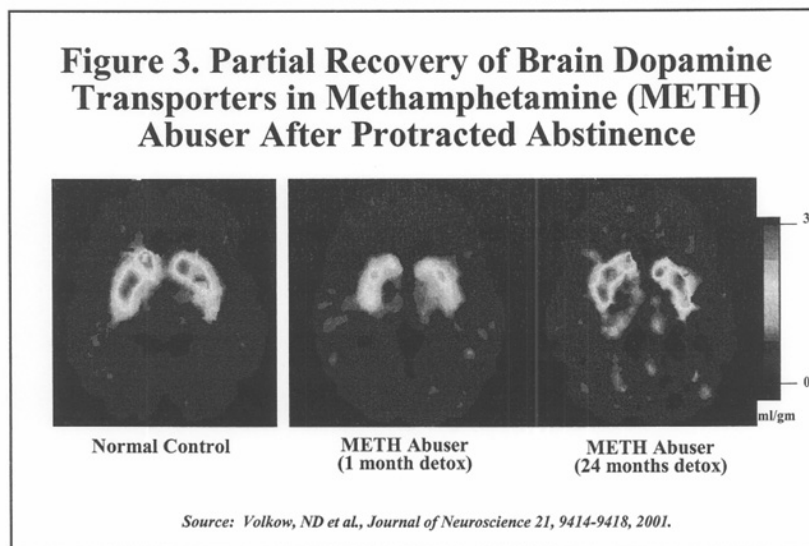 Figure 3. Partial Recovery of Brain Dopamine
Transporters in Methamphetamine (METH)
Abuser After Protracted Abstinence
3
0
ml/gm
Normal Control
METH Abuser
(1 month detox)
METH Abuser
(24 months detox)
Source: Volkow, ND et al., Journal of Neuroscience 21, 9414-9418, 2001.